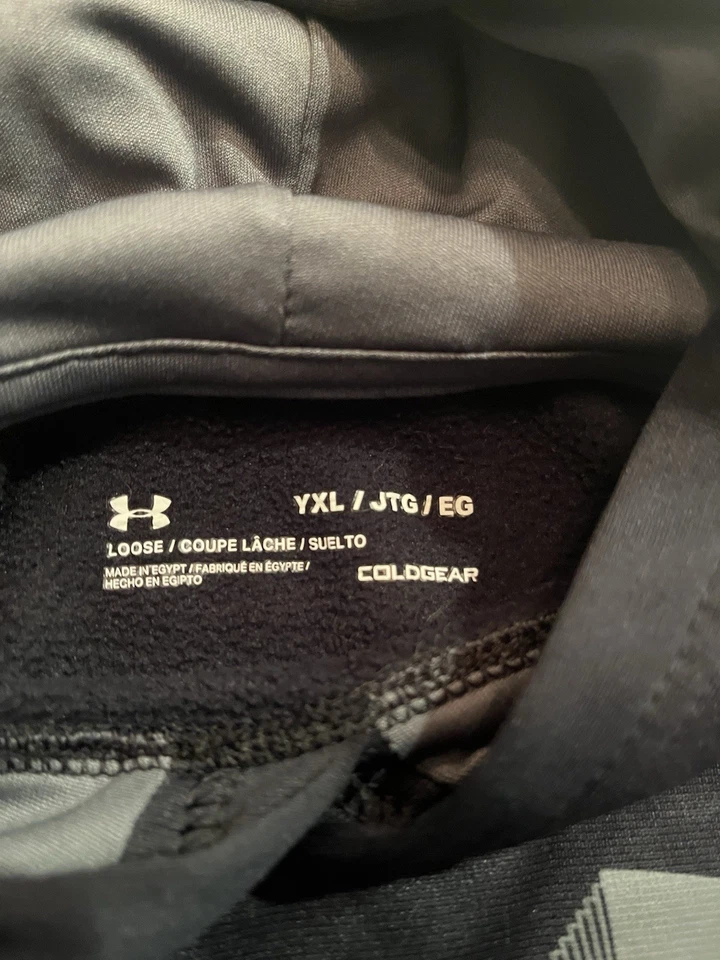 YXL / JTG / EG
LOOSE / COUPE LÂCHE / SUELTO
MADE IN EGYPT / FABRIQUÉ EN ÉGYPTE /
HECHO EN EGIPTO
COLDGEAR